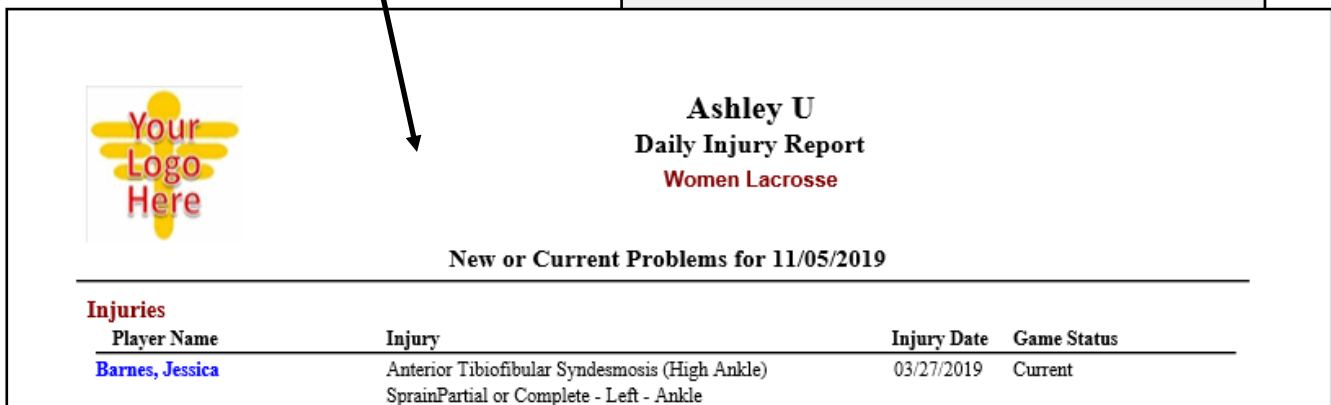 Your
Logo
Here
Ashley U
Daily Injury Report
Women Lacrosse
New or Current Problems for 11/05/2019
Injuries
Player Name Injury Injury Date Game Status
Barnes, Jessica Anterior Tibiofibular Syndesmosis (High Ankle) 03/27/2019 Current
SprainPartial or Complete - Left - Ankle